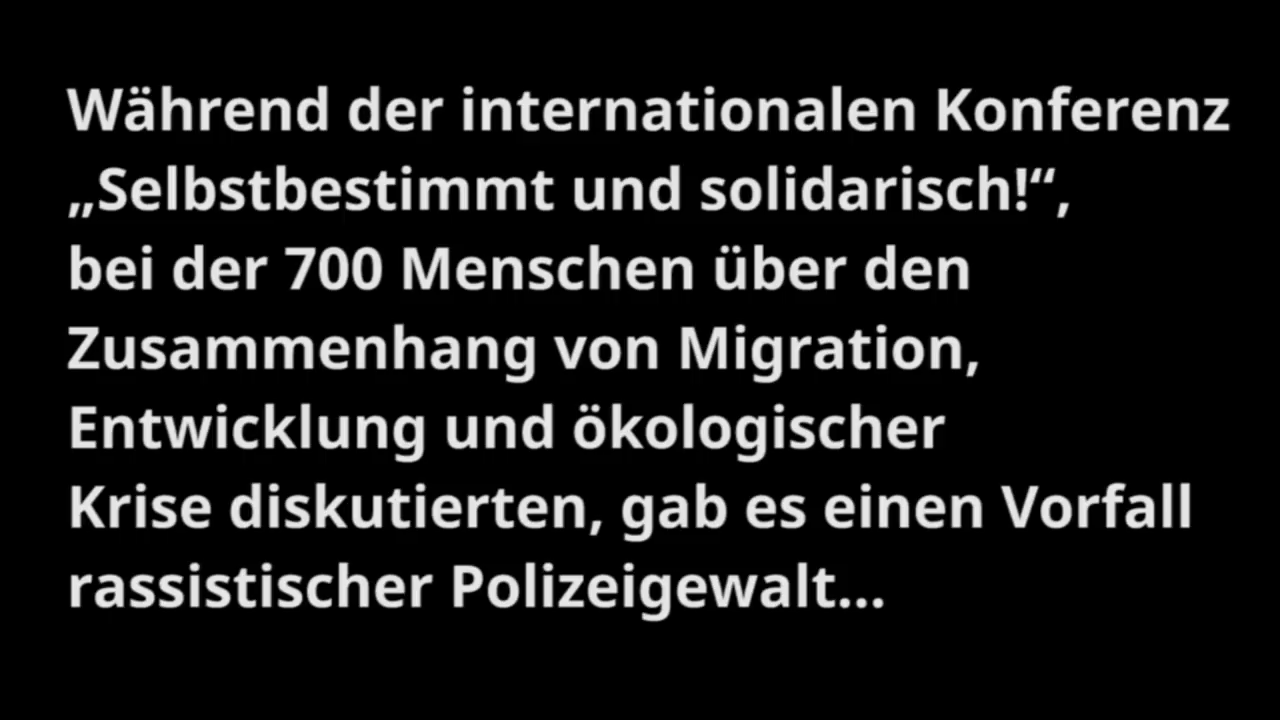 Während der internationalen Konferenz
„Selbstbestimmt und solidarisch!“,
bei der 700 Menschen über den
Zusammenhang von Migration,
Entwicklung und ökologischer
Krise diskutierten, gab es einen Vorfall
rassistischer Polizeigewalt...